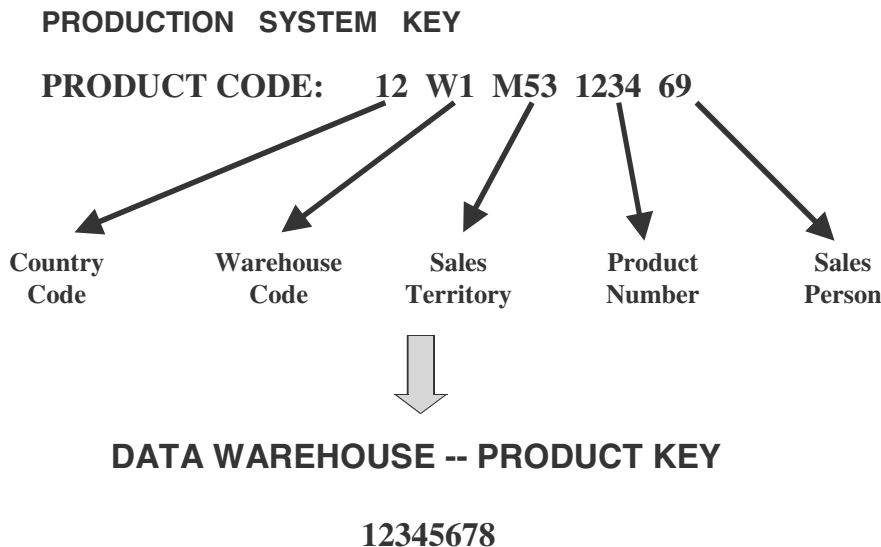 PRODUCTION SYSTEM KEY
PRODUCT CODE: 12 W1 M53 1234 69
Country Code
Warehouse Code
Sales Territory
Product Number
Sales Person
DATA WAREHOUSE -- PRODUCT KEY
12345678